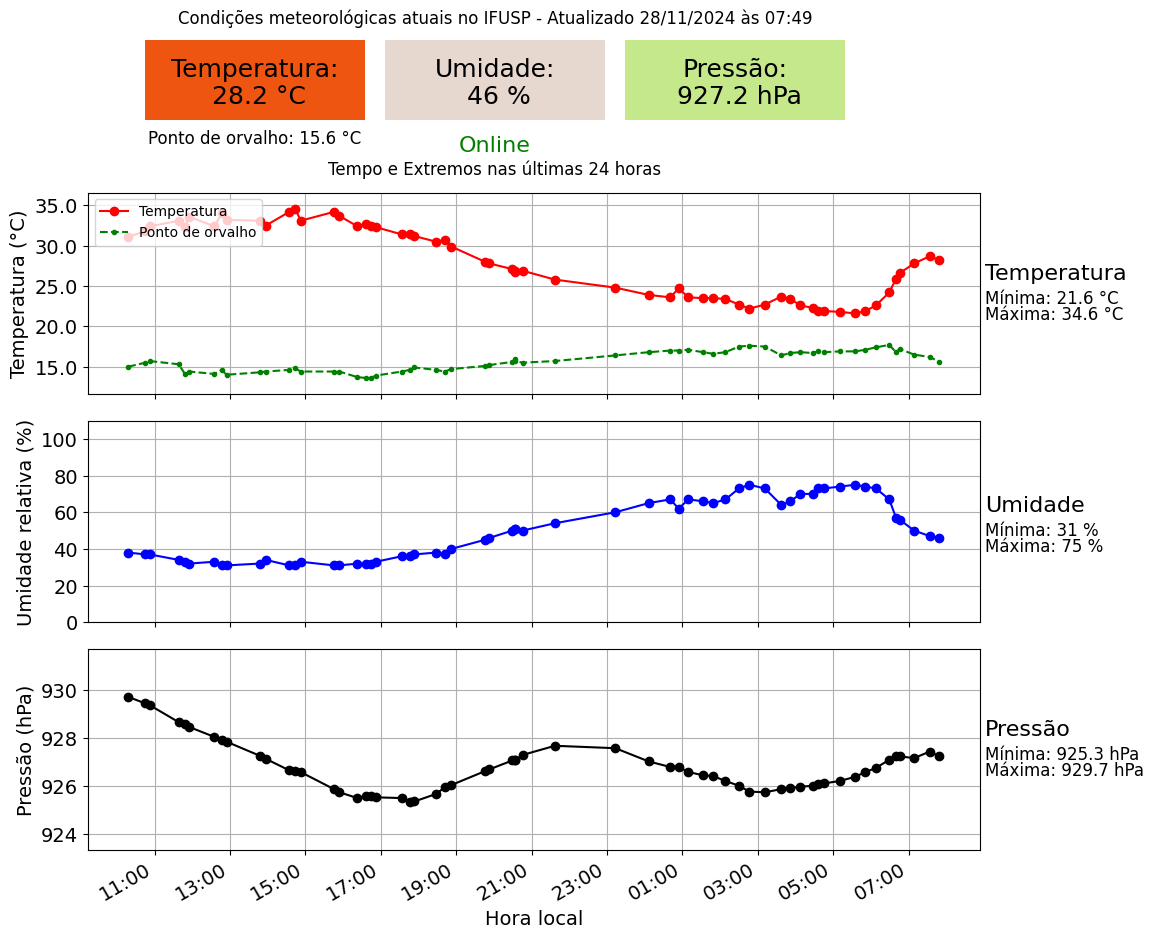 Condições meteorológicas atuais no IFUSP - Atualizado 28/11/2024 às 07:49
Temperatura:
28.2 °C
Umidade:
46 %
Pressão:
927.2 hPa
Ponto de orvalho: 15.6 °C
Online
Tempo e Extremos nas últimas 24 horas
Temperatura (°C)
35.0
30.0
25.0
20.0
15.0
Temperatura
Ponto de orvalho
Temperatura
Mínima: 21.6 °C
Máxima: 34.6 °C
Umidade relativa (%)
100
80
60
40
20
0
Umidade
Mínima: 31 %
Máxima: 75 %
Pressão (hPa)
930
928
926
924
Pressão
Mínima: 925.3 hPa
Máxima: 929.7 hPa
11:00 13:00 15:00 17:00 19:00 21:00 23:00 01:00 03:00 05:00 07:00
Hora local